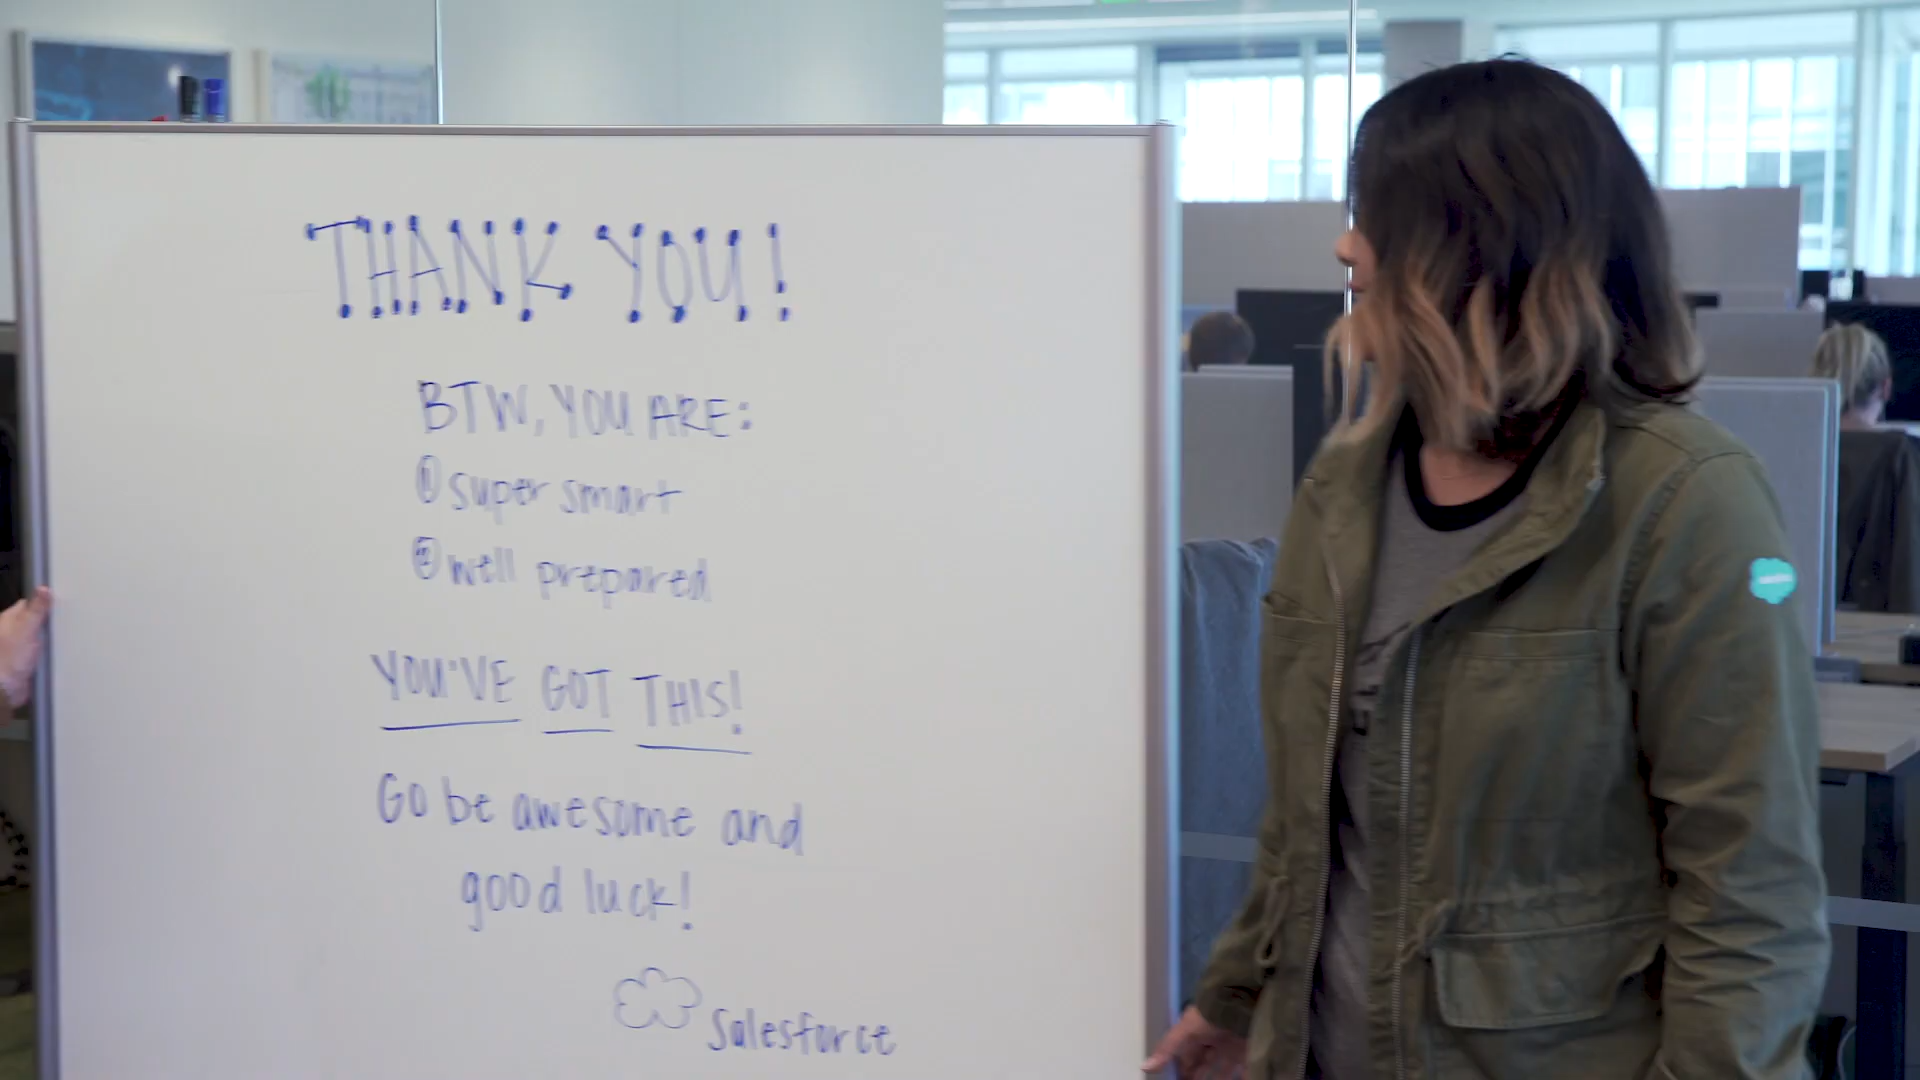 THANK YOU!
BTW, YOU ARE:
① super smart
② well prepared
YOU'VE GOT THIS!
Go be awesome and
good luck!
Salesforce